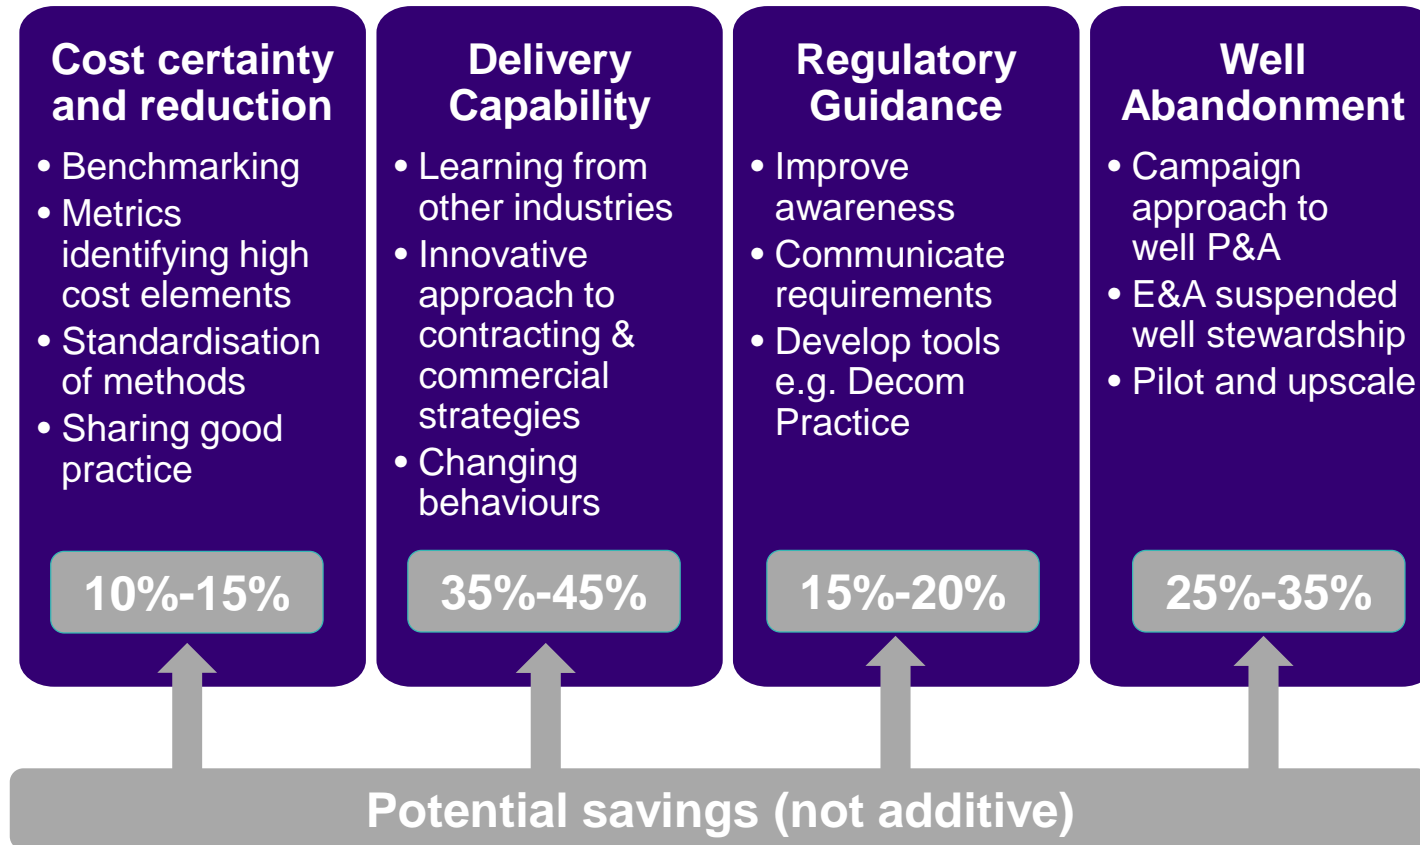 Cost certainty
and reduction
• Benchmarking
• Metrics
identifying high
cost elements
• Standardisation
of methods
• Sharing good
practice
10%-15%
Delivery
Capability
• Learning from
other industries
• Innovative
approach to
contracting &
commercial
strategies
• Changing
behaviours
35%-45%
Regulatory
Guidance
• Improve
awareness
• Communicate
requirements
• Develop tools
e.g. Decom
Practice
15%-20%
Well
Abandonment
• Campaign
approach to
well P&A
• E&A suspended
well stewardship
• Pilot and upscale
25%-35%
Potential savings (not additive)